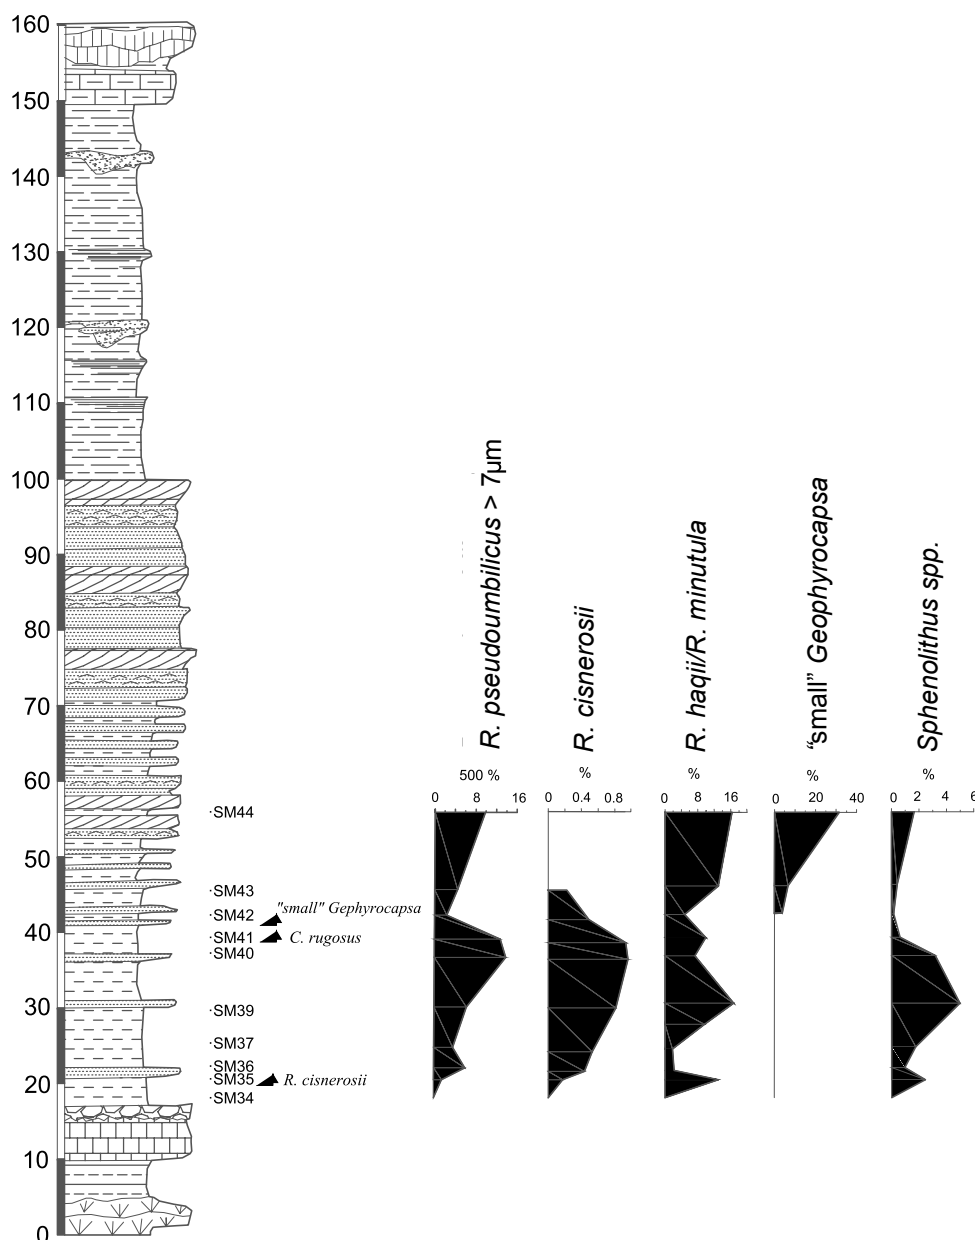 160
150
140
130
120
110
100
90
80
70
60
50
40
30
20
10
0
SM44
SM43
SM42
"small" Gephyrocapsa
SM41
C. rugosus
SM40
SM39
SM37
SM36
SM35
R. cisnerosii
SM34
R. pseudoumbilicus > 7µm
R. cisnerosii
R. haqii/R. minutula
“small” Geophyrocapsa
Sphenolithus spp.
500 %
%
%
%
%
0 4 8 16
0 0.4 0.8
0 8 16
0 20 40
0 2 4 6